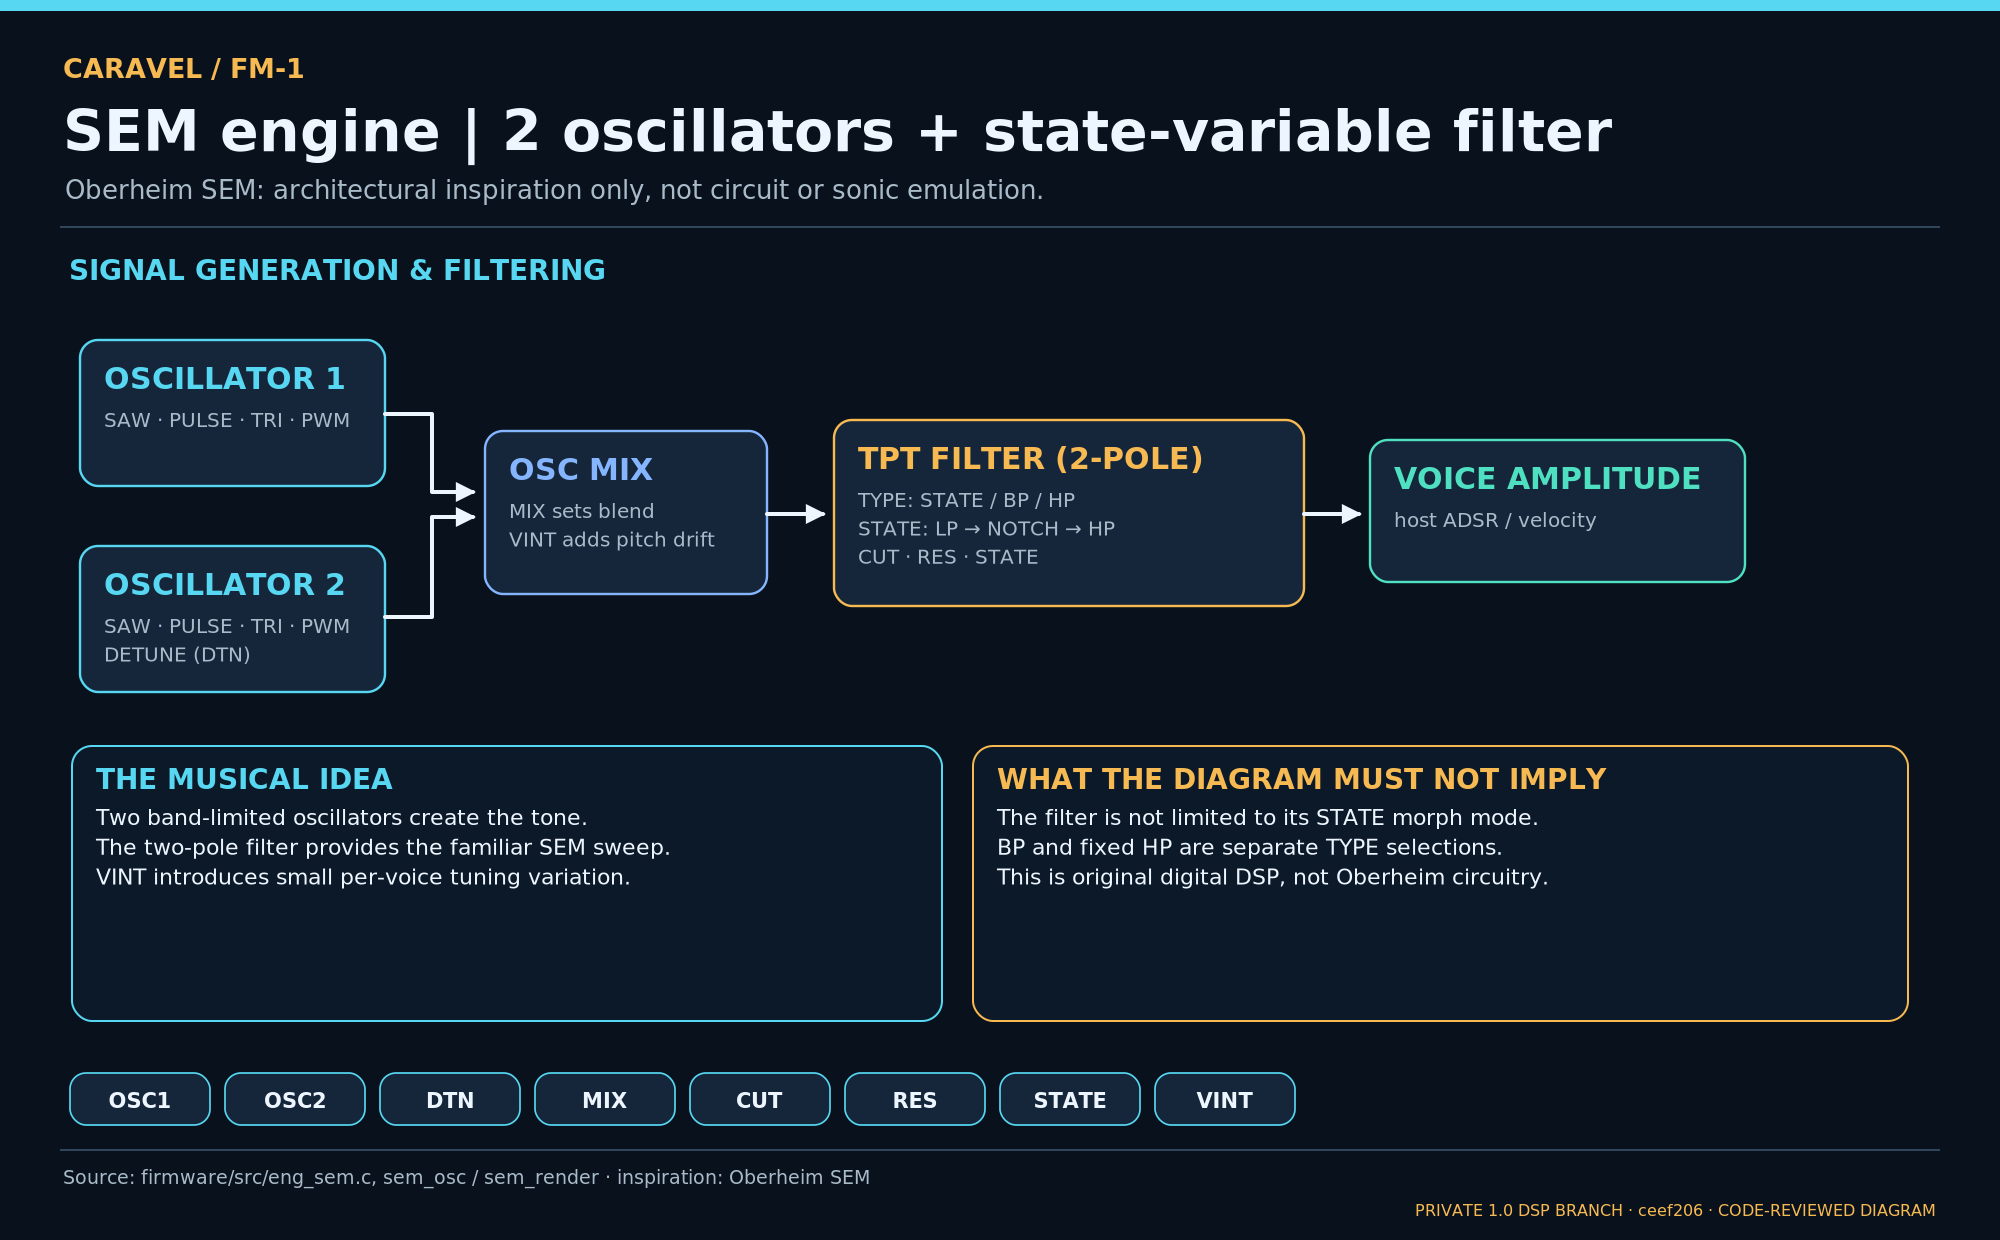 CARAVEL / FM-1
SEM engine | 2 oscillators + state-variable filter
Oberheim SEM: architectural inspiration only, not circuit or sonic emulation.
SIGNAL GENERATION & FILTERING
OSCILLATOR 1
SAW · PULSE · TRI · PWM
OSCILLATOR 2
SAW · PULSE · TRI · PWM
DETUNE (DTN)
OSC MIX
MIX sets blend
VINT adds pitch drift
TPT FILTER (2-POLE)
TYPE: STATE / BP / HP
STATE: LP → NOTCH → HP
CUT · RES · STATE
VOICE AMPLITUDE
host ADSR / velocity
THE MUSICAL IDEA
Two band-limited oscillators create the tone.
The two-pole filter provides the familiar SEM sweep.
VINT introduces small per-voice tuning variation.
WHAT THE DIAGRAM MUST NOT IMPLY
The filter is not limited to its STATE morph mode.
BP and fixed HP are separate TYPE selections.
This is original digital DSP, not Oberheim circuitry.
OSC1
OSC2
DTN
MIX
CUT
RES
STATE
VINT
Source: firmware/src/eng_sem.c, sem_osc / sem_render · inspiration: Oberheim SEM
PRIVATE 1.0 DSP BRANCH · ceef206 · CODE-REVIEWED DIAGRAM